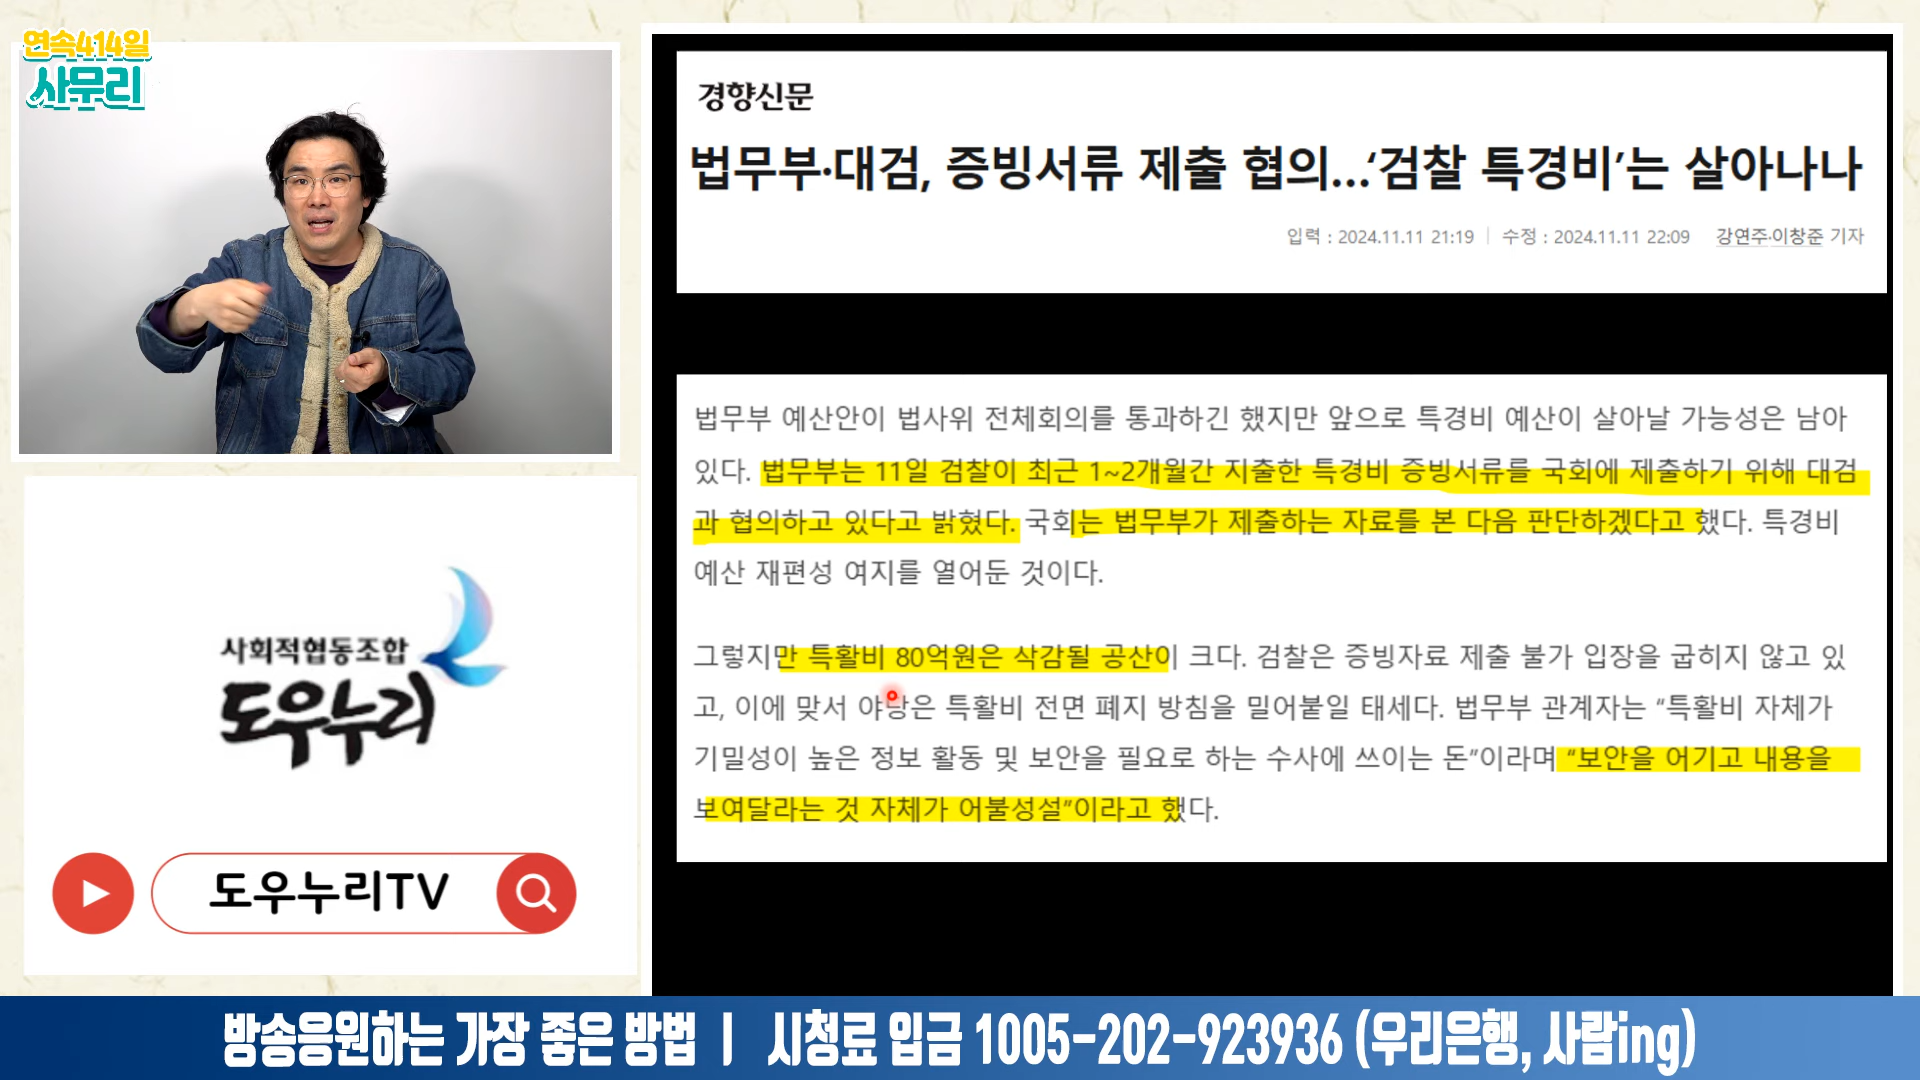 연속414일
사무리
경향신문
법무부·대검, 증빙서류 제출 협의…‘검찰 특경비’는 살아나나
입력 : 2024.11.11 21:19 | 수정 : 2024.11.11 22:09 강연주·이창준 기자
법무부 예산안이 법사위 전체회의를 통과하긴 했지만 앞으로 특경비 예산이 살아날 가능성은 남아
있다. 법무부는 11일 검찰이 최근 1~2개월간 지출한 특경비 증빙서류를 국회에 제출하기 위해 대검
과 협의하고 있다고 밝혔다. 국회는 법무부가 제출하는 자료를 본 다음 판단하겠다고 했다. 특경비
예산 재편성 여지를 열어둔 것이다.
그렇지만 특활비 80억원은 삭감될 공산이 크다. 검찰은 증빙자료 제출 불가 입장을 굽히지 않고 있
고, 이에 맞서 야당은 특활비 전면 폐지 방침을 밀어붙일 태세다. 법무부 관계자는 “특활비 자체가
기밀성이 높은 정보 활동 및 보안을 필요로 하는 수사에 쓰이는 돈”이라며 “보안을 어기고 내용을
보여달라는 것 자체가 어불성설”이라고 했다.
사회적협동조합
도우누리
도우누리TV
방송응원하는 가장 좋은 방법 | 시청료 입금 1005-202-923936 (우리은행, 사람ing)